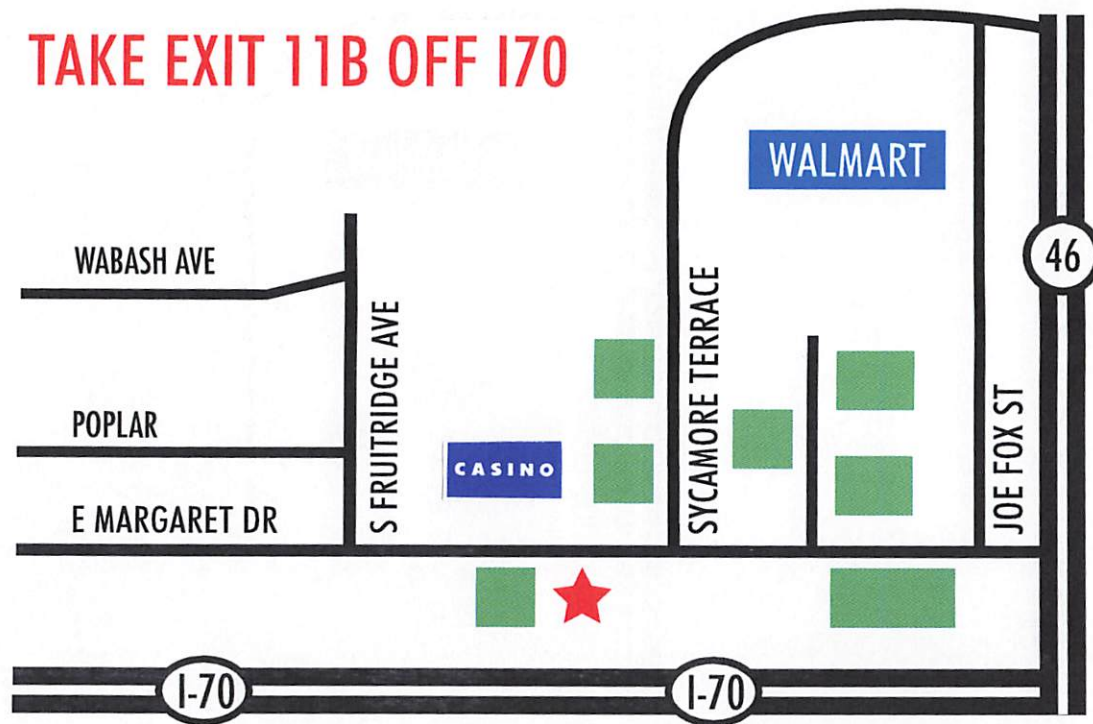 TAKE EXIT 11B OFF I70
WALMART
WABASH AVE
46
S FRUITRIDGE AVE
SYCAMORE TERRACE
JOE FOX ST
POPLAR
CASINO
E MARGARET DR
I-70
I-70